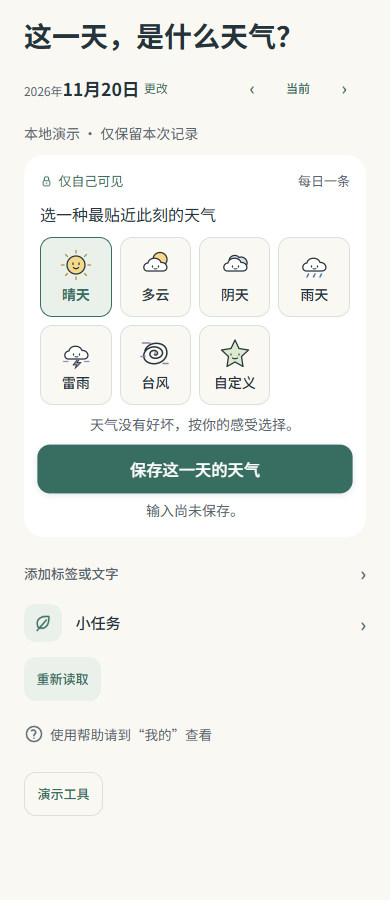 这一天，是什么天气？
2026年11月20日 更改 ‹ 当前 ›
本地演示 · 仅保留本次记录
仅自己可见 每日一条
选一种最贴近此刻的天气
晴天 多云 阴天 雨天
雷雨 台风 自定义
天气没有好坏，按你的感受选择。
保存这一天的天气
输入尚未保存。
添加标签或文字 ›
小任务 ›
重新读取
使用帮助请到“我的”查看
演示工具